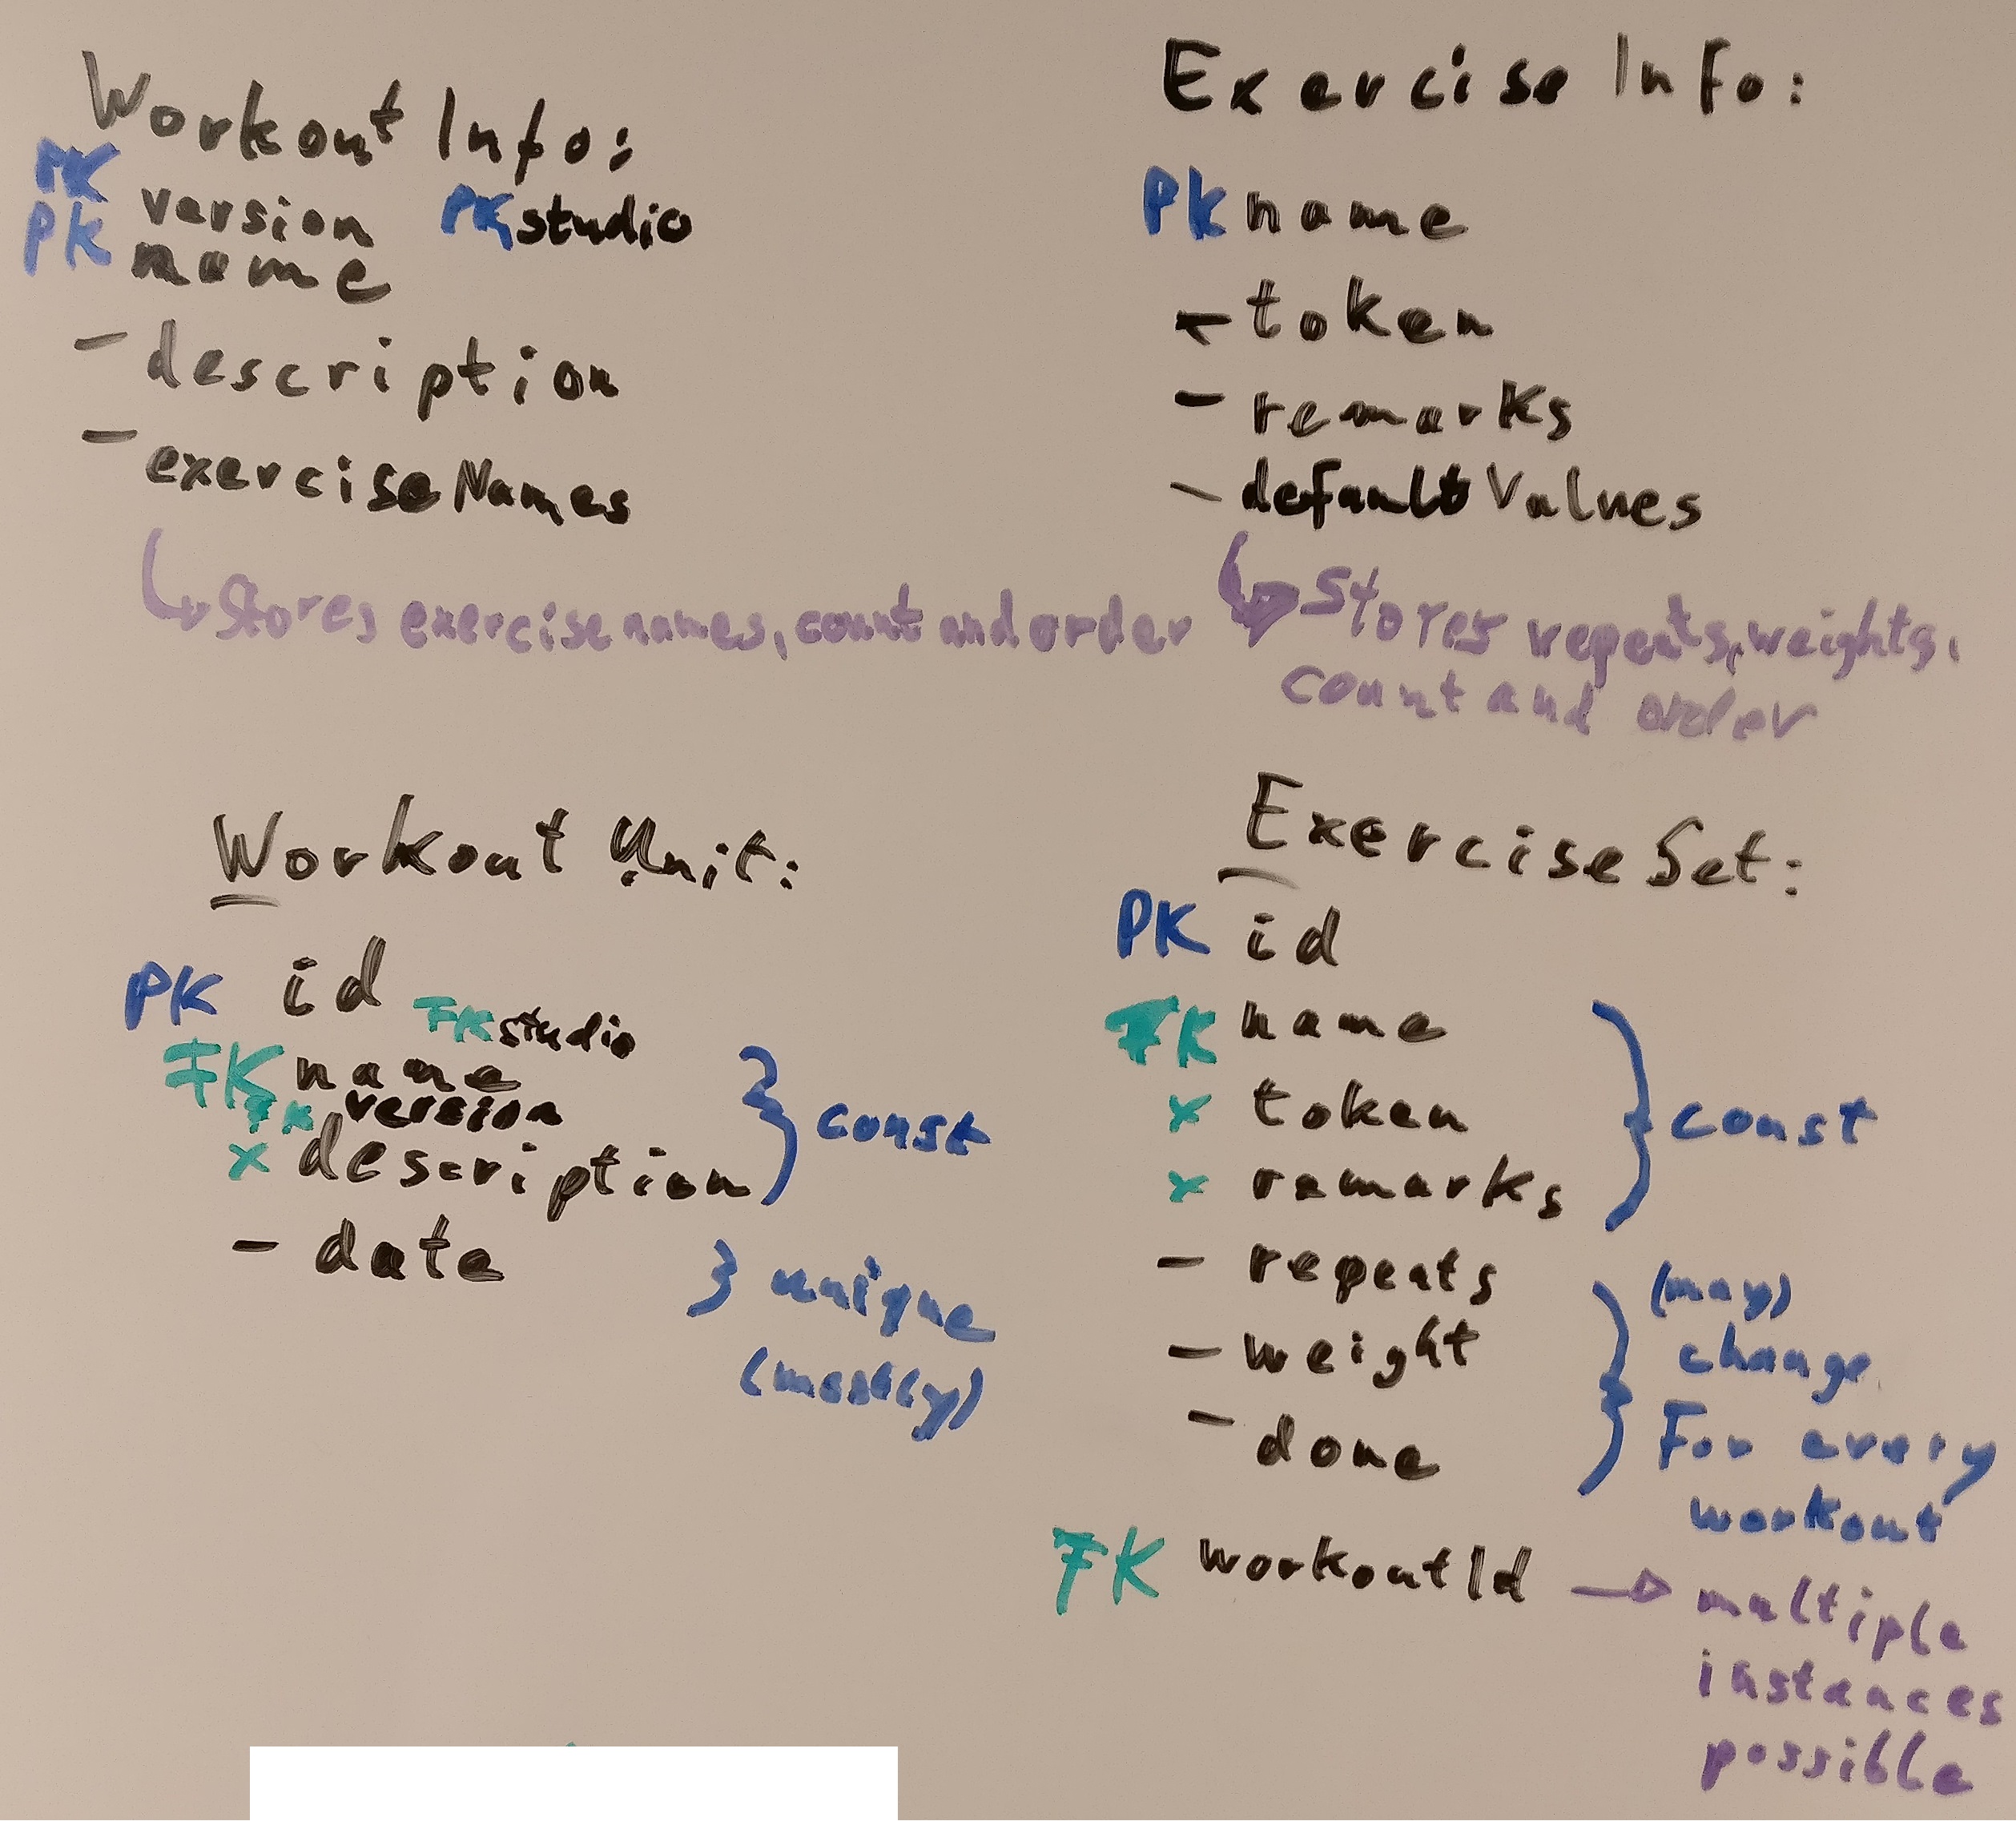 Workout Info:
PK version PK studio
PK name
- description
- exerciseNames
Stores exercise names, count and order
Exercise Info:
PK name
- token
- remarks
- defaultValues
Stores repeats, weights,
count and order
Workout Unit:
PK id
FK studio
FK name
FK version
x description
} const
- date
} unique
(mostly)
Exercise Set:
PK id
FK name
x token
x remarks
} const
- repeats
- weight
- done
} (may)
change
For every
workout
FK workoutId → multiple
instances
possible